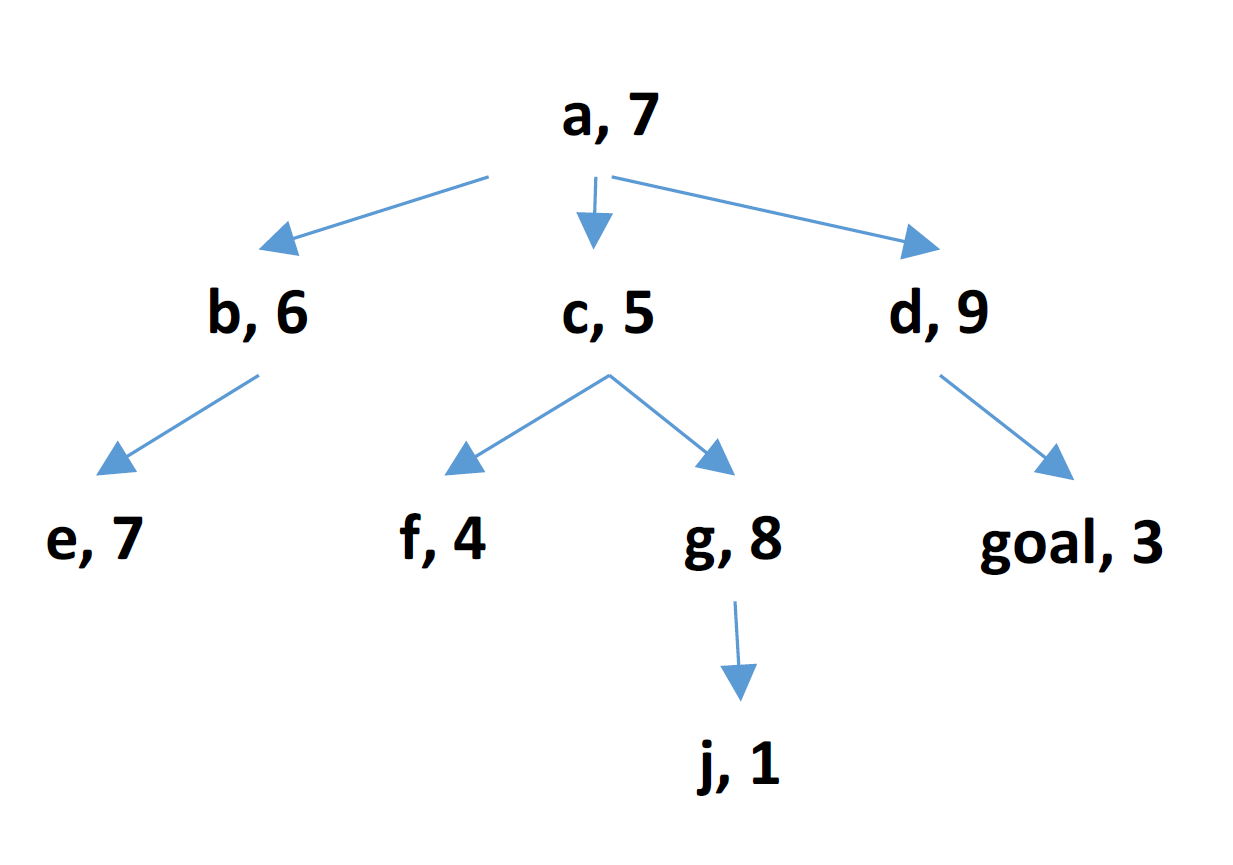 a, 7
b, 6
c, 5
d, 9
e, 7
f, 4
g, 8
goal, 3
j, 1